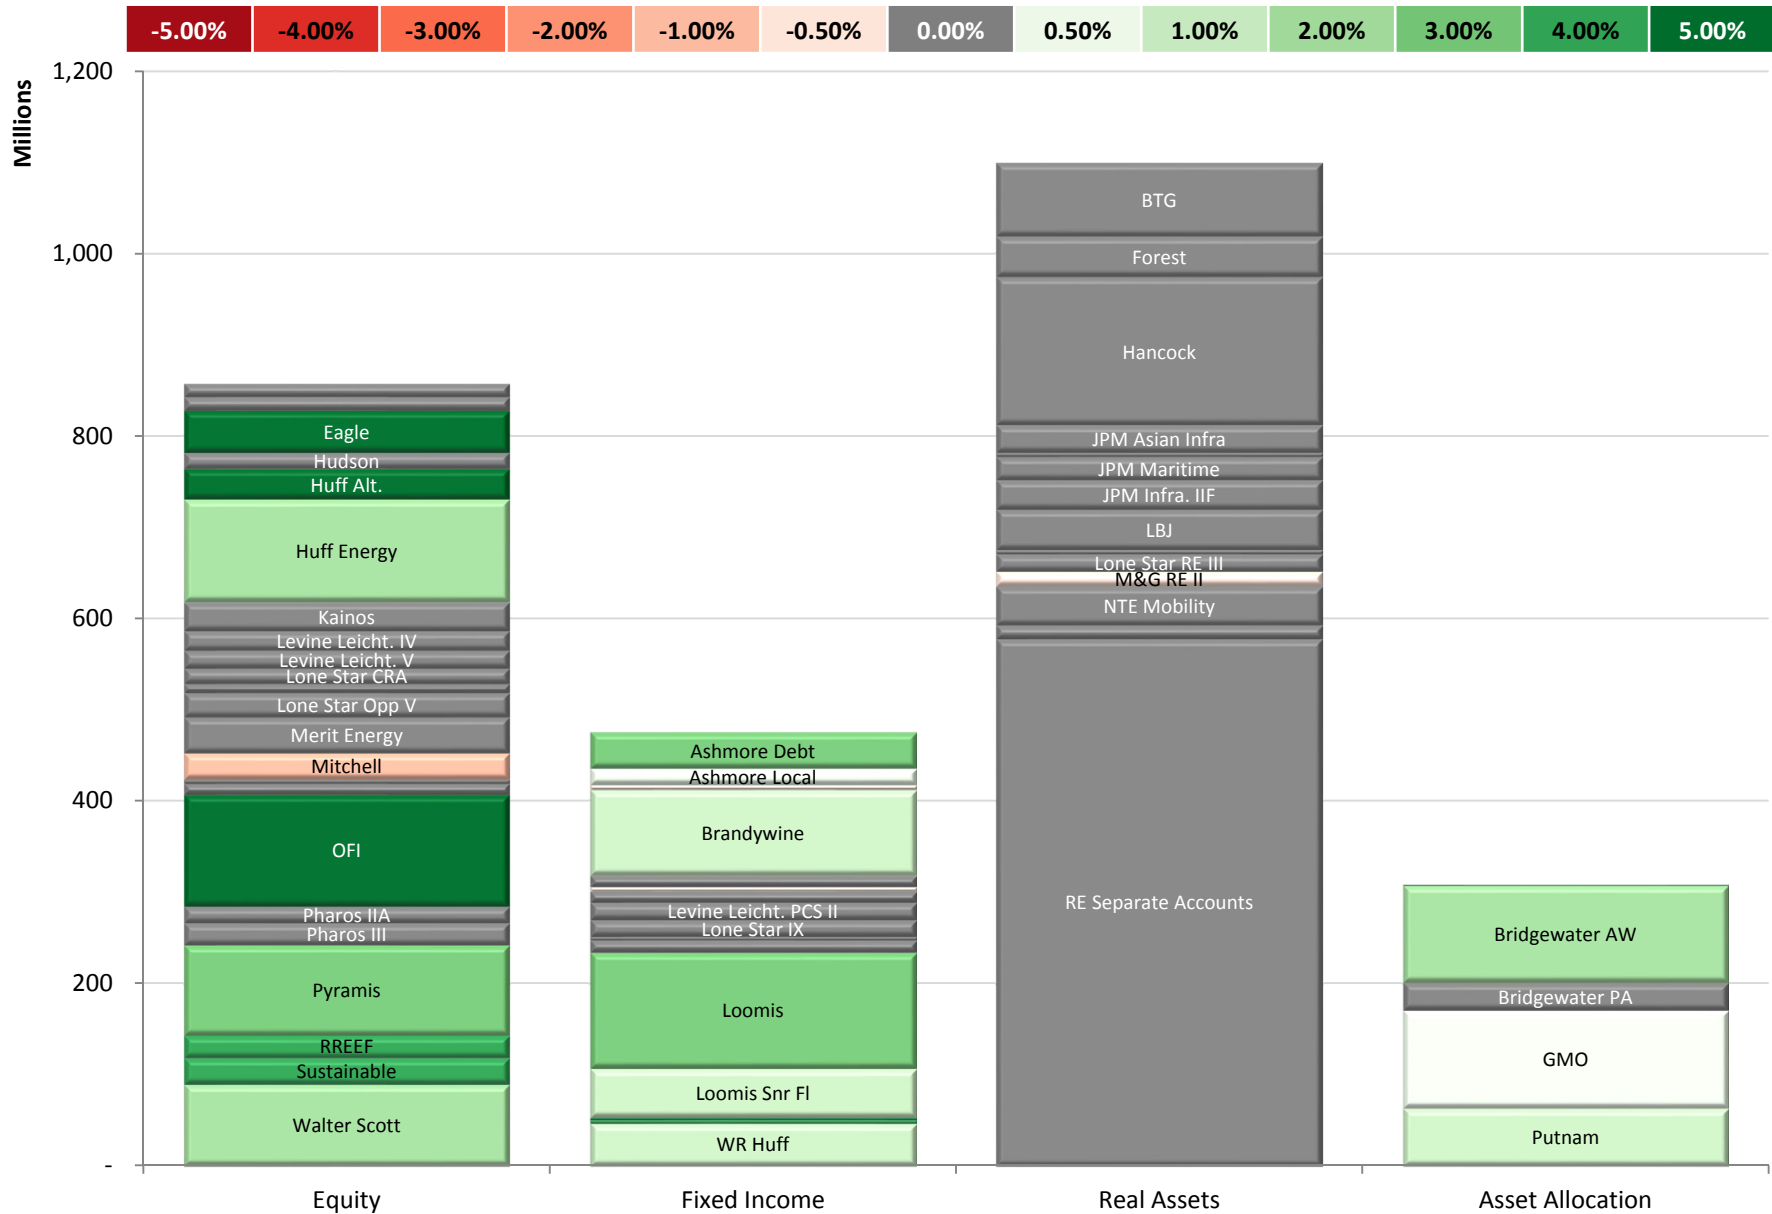 -5.00% -4.00% -3.00% -2.00% -1.00% -0.50% 0.00% 0.50% 1.00% 2.00% 3.00% 4.00% 5.00%
Millions
1,200
1,000
800
600
400
200
-
Eagle
Hudson
Huff Alt.
Huff Energy
Kainos
Levine Leicht. IV
Levine Leicht. V
Lone Star CRA
Lone Star Opp V
Merit Energy
Mitchell
OFI
Pharos IIA
Pharos III
Pyramis
RREEF
Sustainable
Walter Scott
Ashmore Debt
Ashmore Local
Brandywine
Levine Leicht. PCS II
Lone Star IX
Loomis
Loomis Snr Fl
WR Huff
BTG
Forest
Hancock
JPM Asian Infra
JPM Maritime
JPM Infra. IIF
LBJ
Lone Star RE III
M&G RE II
NTE Mobility
RE Separate Accounts
Bridgewater AW
Bridgewater PA
GMO
Putnam
Equity Fixed Income Real Assets Asset Allocation